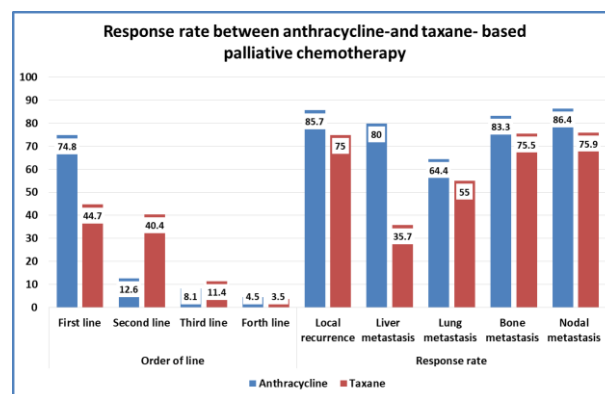 Response rate between anthracycline-and taxane- based
palliative chemotherapy
100
90
80
70
60
50
40
30
20
10
0
74.8
44.7
12.6
40.4
8.1
11.4
4.5
3.5
85.7
75
80
35.7
64.4
55
83.3
75.5
86.4
75.9
First line
Second line
Third line
Forth line
Local
recurrence
Liver
metastasis
Lung
metastasis
Bone
metastasis
Nodal
metastasis
Order of line
Response rate
Anthracycline
Taxane